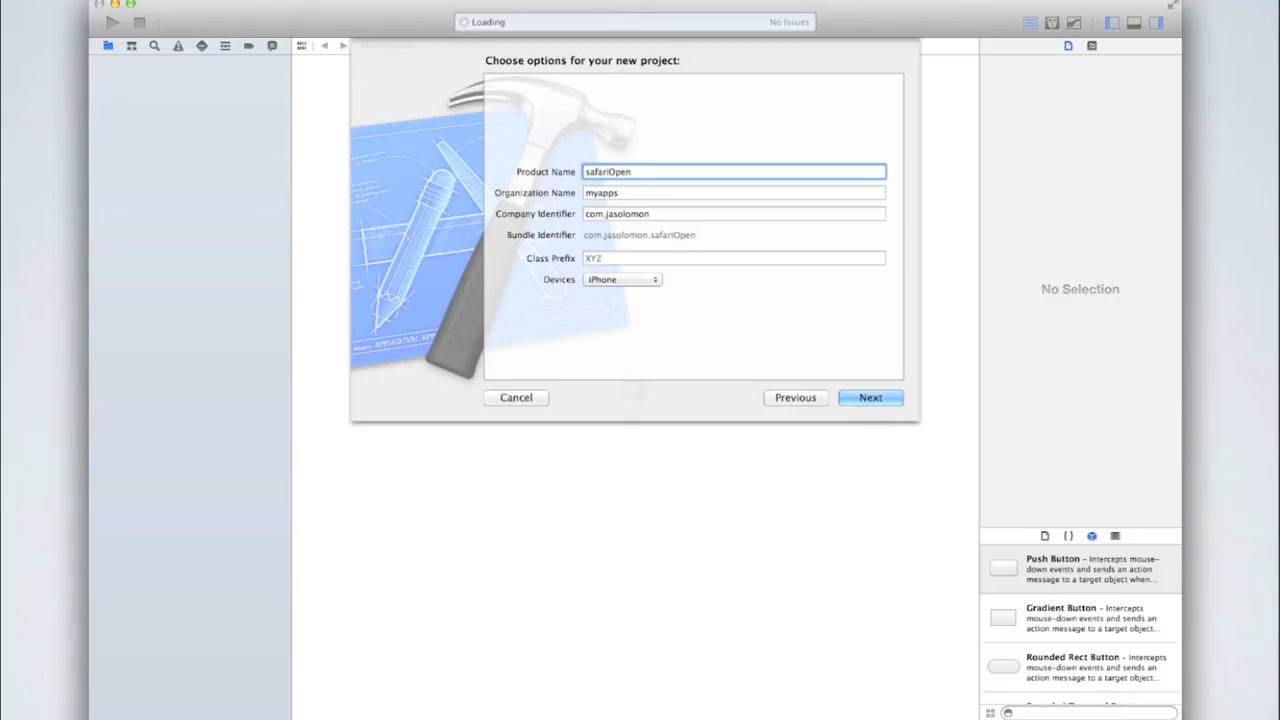 Loading
No Issues
Choose options for your new project:
Product Name safariOpen
Organization Name myapps
Company Identifier com.jasolomon
Bundle Identifier com.jasolomon.safariOpen
Class Prefix XYZ
Devices iPhone
Cancel
Previous
Next
No Selection
Push Button - Intercepts mouse-
down events and sends an action
message to a target object when...
Gradient Button - Intercepts
mouse-down events and sends an
action message to a target object...
Rounded Rect Button - Intercepts
mouse-down events and sends an
action message to a target object...